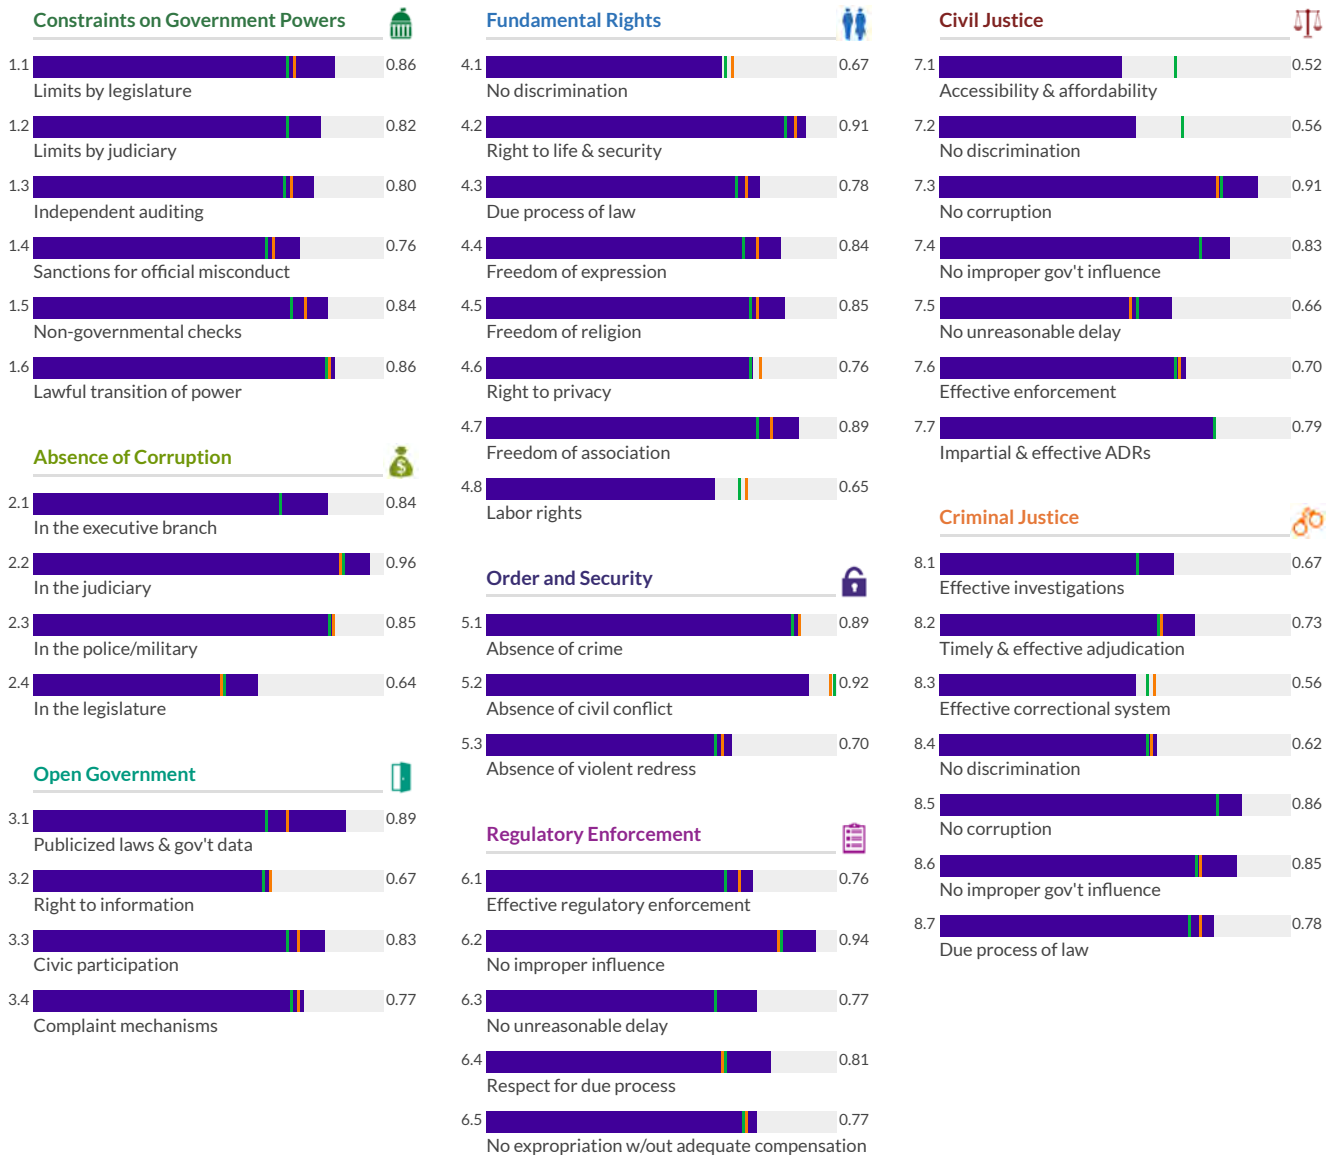 Constraints on Government Powers
1.1 0.86
Limits by legislature
1.2 0.82
Limits by judiciary
1.3 0.80
Independent auditing
1.4 0.76
Sanctions for official misconduct
1.5 0.84
Non-governmental checks
1.6 0.86
Lawful transition of power
Absence of Corruption
$
2.1 0.84
In the executive branch
2.2 0.96
In the judiciary
2.3 0.85
In the police/military
2.4 0.64
In the legislature
Open Government
3.1 0.89
Publicized laws & gov't data
3.2 0.67
Right to information
3.3 0.83
Civic participation
3.4 0.77
Complaint mechanisms
Fundamental Rights
4.1 0.67
No discrimination
4.2 0.91
Right to life & security
4.3 0.78
Due process of law
4.4 0.84
Freedom of expression
4.5 0.85
Freedom of religion
4.6 0.76
Right to privacy
4.7 0.89
Freedom of association
4.8 0.65
Labor rights
Order and Security
5.1 0.89
Absence of crime
5.2 0.92
Absence of civil conflict
5.3 0.70
Absence of violent redress
Regulatory Enforcement
6.1 0.76
Effective regulatory enforcement
6.2 0.94
No improper influence
6.3 0.77
No unreasonable delay
6.4 0.81
Respect for due process
6.5 0.77
No expropriation w/out adequate compensation
Civil Justice
7.1 0.52
Accessibility & affordability
7.2 0.56
No discrimination
7.3 0.91
No corruption
7.4 0.83
No improper gov't influence
7.5 0.66
No unreasonable delay
7.6 0.70
Effective enforcement
7.7 0.79
Impartial & effective ADRs
Criminal Justice
8.1 0.67
Effective investigations
8.2 0.73
Timely & effective adjudication
8.3 0.56
Effective correctional system
8.4 0.62
No discrimination
8.5 0.86
No corruption
8.6 0.85
No improper gov't influence
8.7 0.78
Due process of law